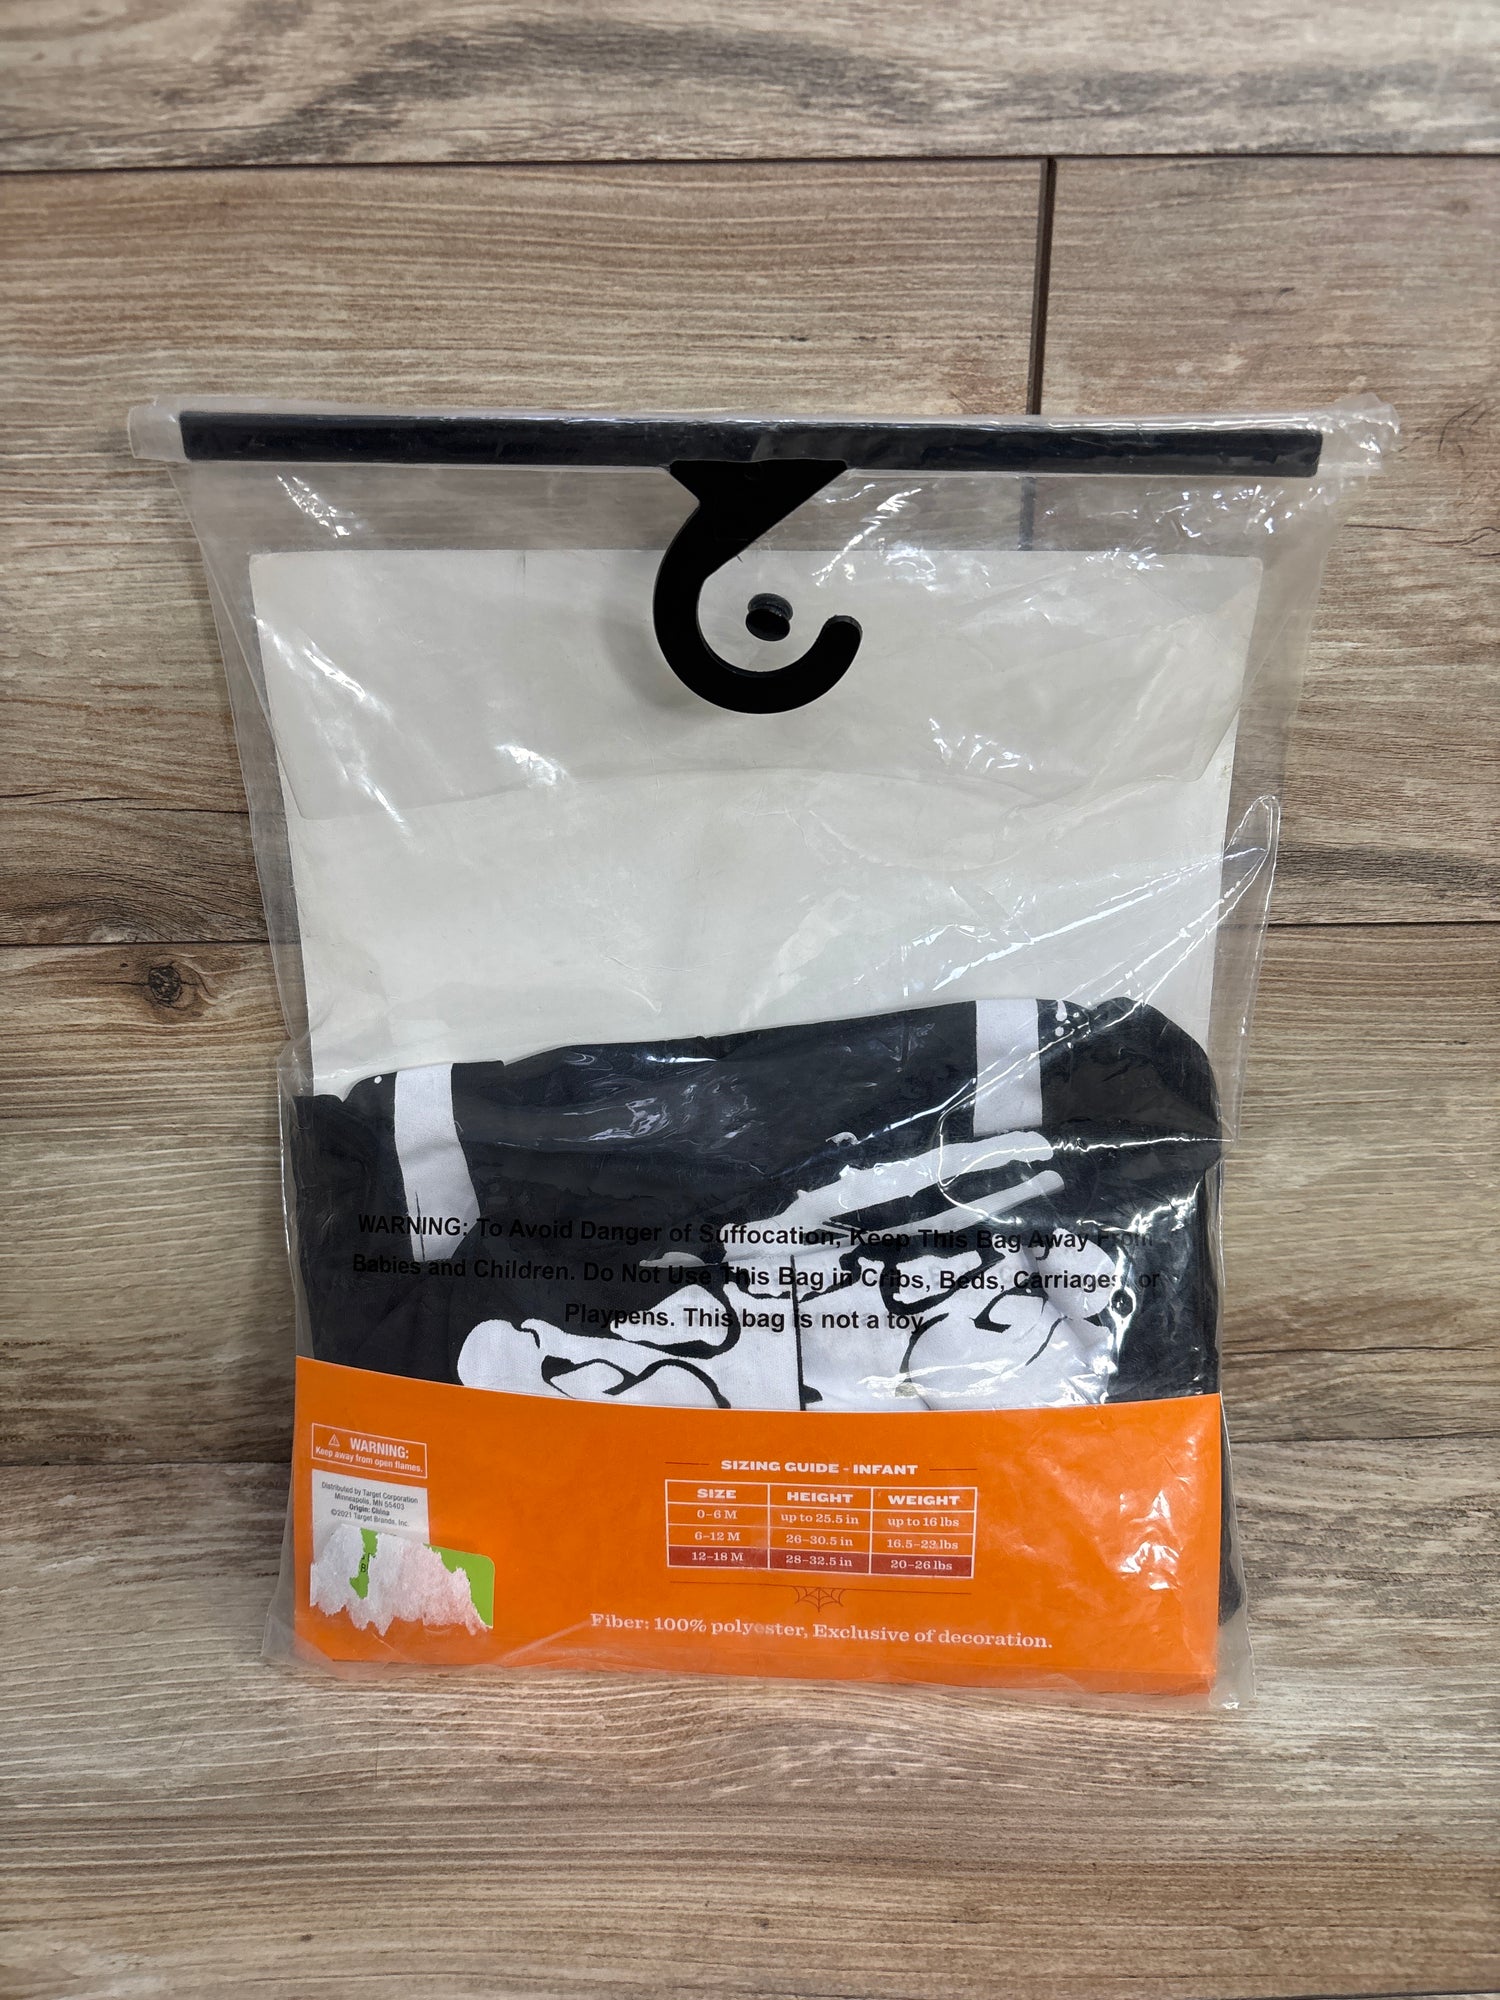 WARNING: To Avoid Danger of Suffocation, Keep This Bag Away From
Babies and Children. Do Not Use This Bag in Cribs, Beds, Carriages, or
Playpens. This bag is not a toy.
WARNING:
Keep away from open flames.
Distributed by Target Corporation
Minneapolis, MN 55403
Origin: China
©2021 Target Brands, Inc.
SIZING GUIDE - INFANT
SIZE HEIGHT WEIGHT
0-6 M up to 25.5 in up to 16 lbs
6-12 M 26-30.5 in 16.5-23 lbs
12-18 M 28-32.5 in 20-26 lbs
Fiber: 100% polyester, Exclusive of decoration.